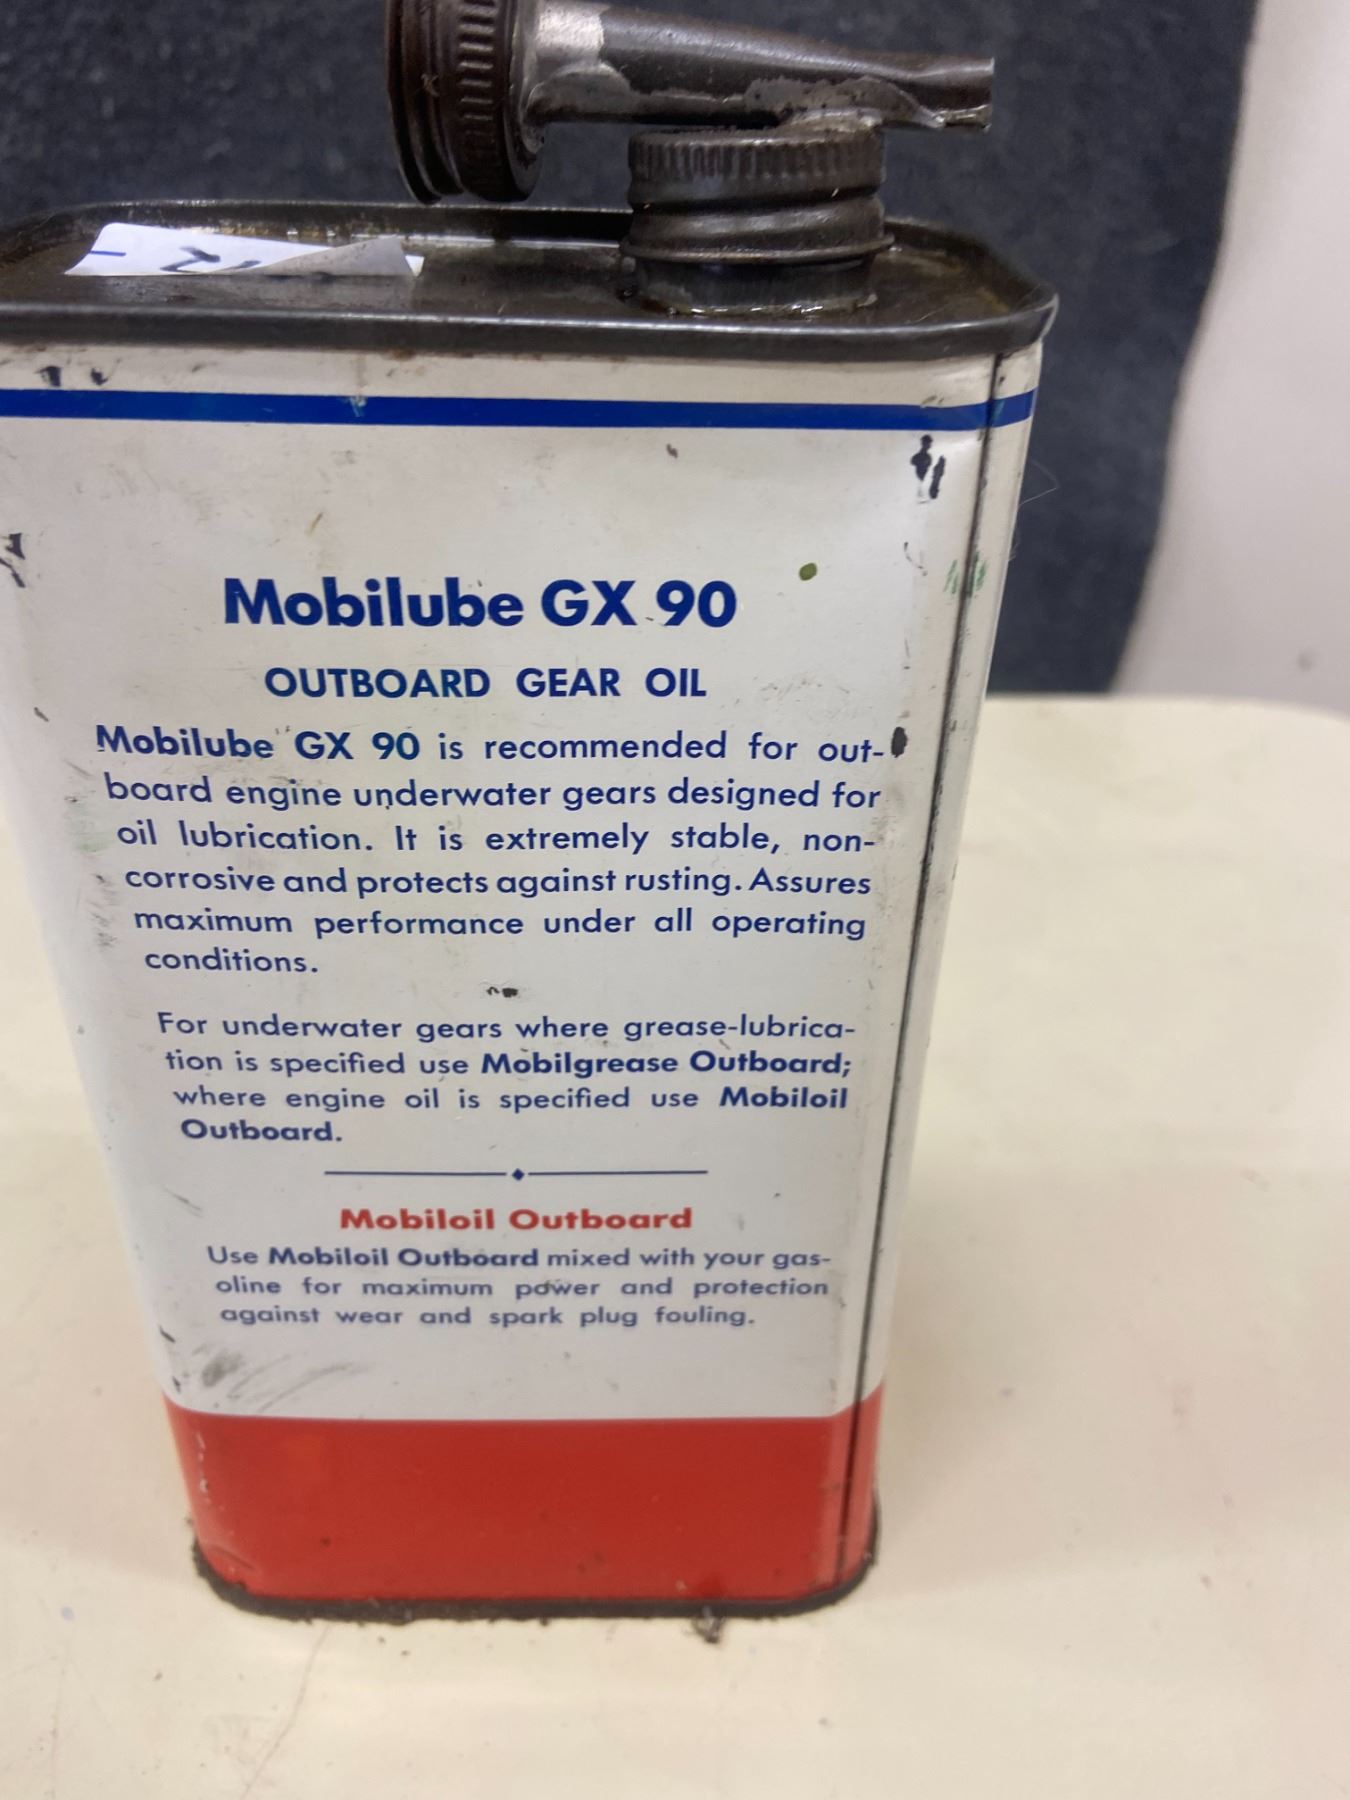 Mobilube GX 90
OUTBOARD GEAR OIL
Mobilube GX 90 is recommended for out-
board engine underwater gears designed for
oil lubrication. It is extremely stable, non-
corrosive and protects against rusting. Assures
maximum performance under all operating
conditions.
For underwater gears where grease-lubrica-
tion is specified use Mobilgrease Outboard;
where engine oil is specified use Mobiloil
Outboard.
Mobiloil Outboard
Use Mobiloil Outboard mixed with your gas-
oline for maximum power and protection
against wear and spark plug fouling.